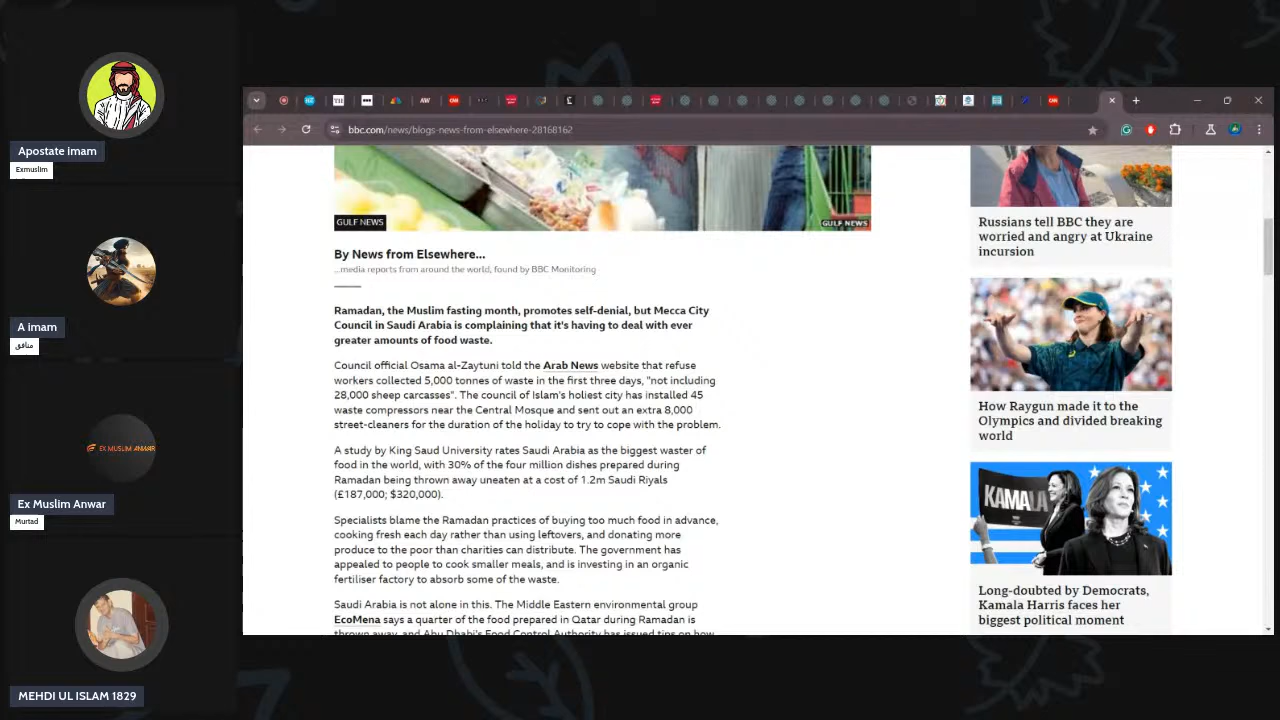 Apostate imam
Exmuslim
A imam
منافق
EX MUSLIM ANWAR
Ex Muslim Anwar
Murtad
MEHDI UL ISLAM 1829
bbc.com/news/blogs-news-from-elsewhere-28168162
GULF NEWS
GULF NEWS
By News from Elsewhere...
...media reports from around the world, found by BBC Monitoring
Ramadan, the Muslim fasting month, promotes self-denial, but Mecca City
Council in Saudi Arabia is complaining that it's having to deal with ever
greater amounts of food waste.
Council official Osama al-Zaytuni told the Arab News website that refuse
workers collected 5,000 tonnes of waste in the first three days, "not including
28,000 sheep carcasses". The council of Islam's holiest city has installed 45
waste compressors near the Central Mosque and sent out an extra 8,000
street-cleaners for the duration of the holiday to try to cope with the problem.
A study by King Saud University rates Saudi Arabia as the biggest waster of
food in the world, with 30% of the four million dishes prepared during
Ramadan being thrown away uneaten at a cost of 1.2m Saudi Riyals
(£187,000; $320,000).
Specialists blame the Ramadan practices of buying too much food in advance,
cooking fresh each day rather than using leftovers, and donating more
produce to the poor than charities can distribute. The government has
appealed to people to cook smaller meals, and is investing in an organic
fertiliser factory to absorb some of the waste.
Saudi Arabia is not alone in this. The Middle Eastern environmental group
EcoMena says a quarter of the food prepared in Qatar during Ramadan is
thrown away, and Abu Dhabi's Food Control Authority has issued tips on how
Russians tell BBC they are
worried and angry at Ukraine
incursion
How Raygun made it to the
Olympics and divided breaking
world
KAMALA
Long-doubted by Democrats,
Kamala Harris faces her
biggest political moment